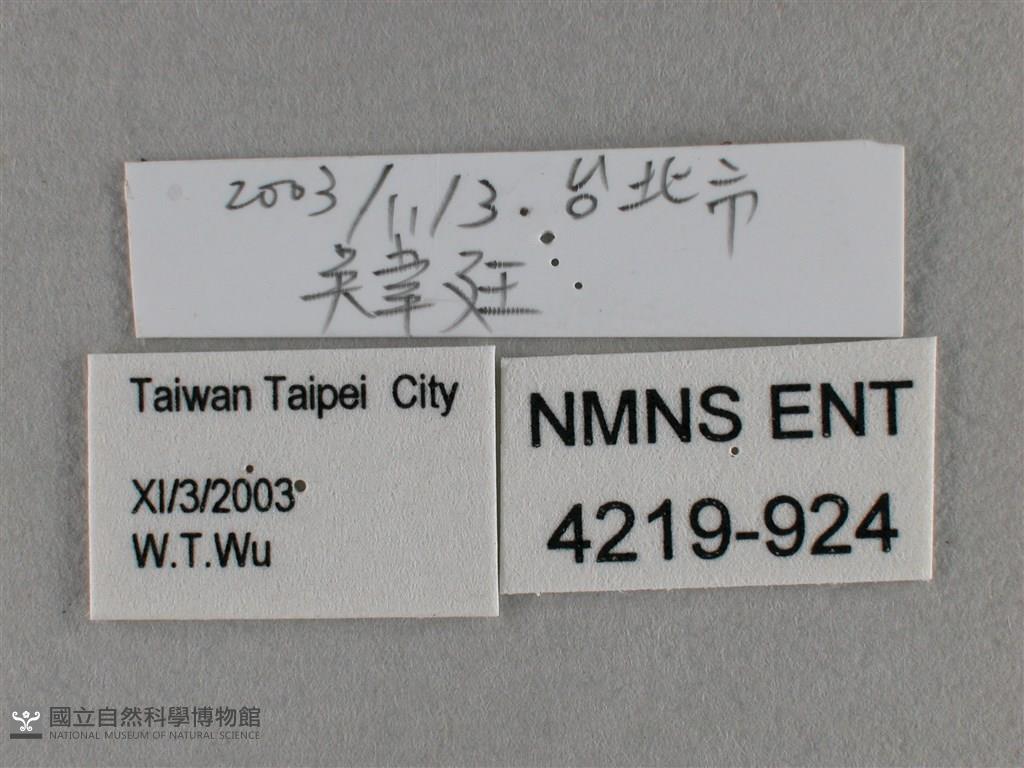 2003/11/3.台北市
吳韋廷
Taiwan Taipei City
XI/3/2003
W.T.Wu
NMNS ENT
4219-924
國立自然科學博物館
NATIONAL MUSEUM OF NATURAL SCIENCE